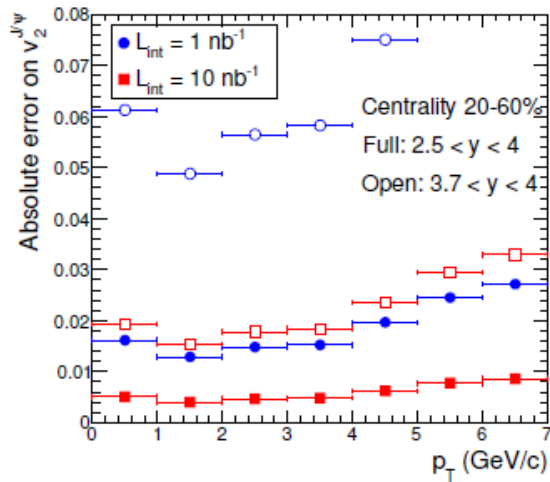 Absolute error on v₂^J/ψ
0.08
0.07
0.06
0.05
0.04
0.03
0.02
0.01
0
L_int = 1 nb⁻¹
L_int = 10 nb⁻¹
Centrality 20-60%
Full: 2.5 < y < 4
Open: 3.7 < y < 4
0 1 2 3 4 5 6 7
p_T (GeV/c)